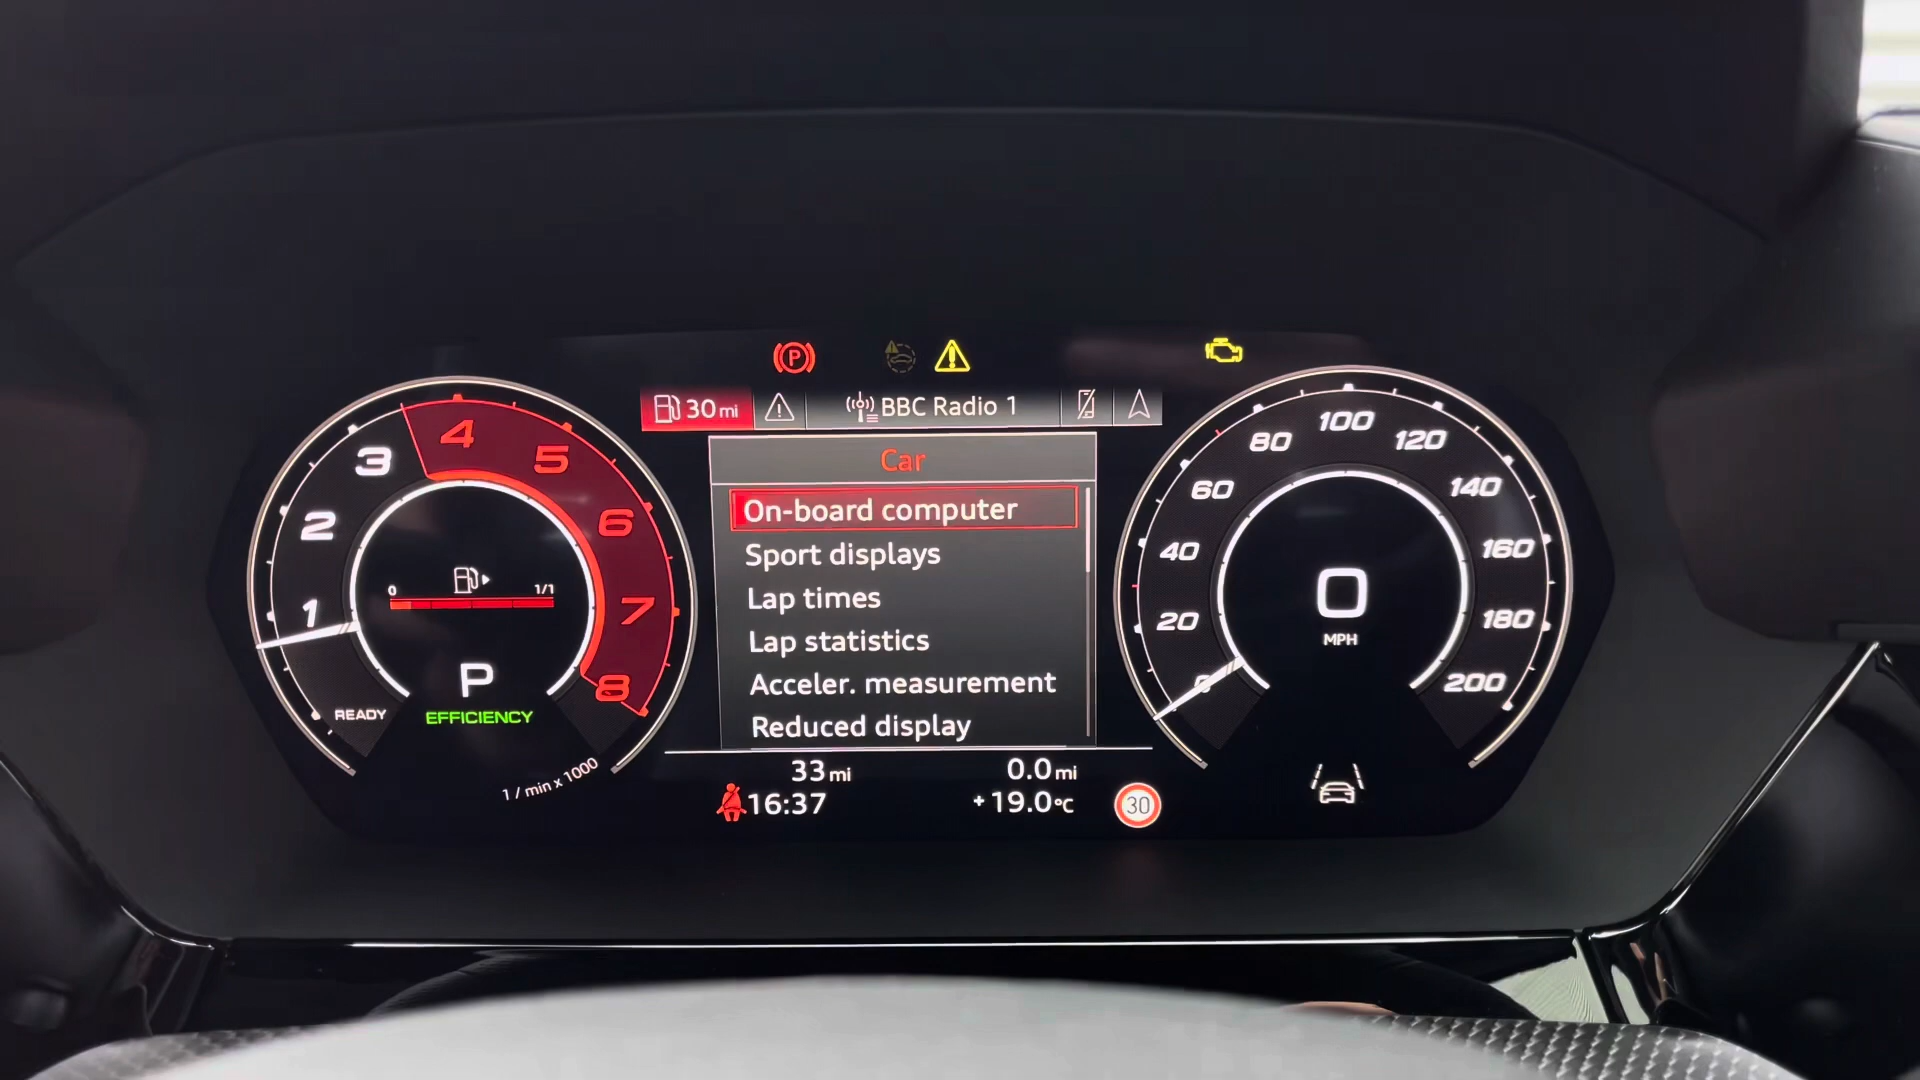 30 mi
BBC Radio 1
Car
On-board computer
Sport displays
Lap times
Lap statistics
Acceler. measurement
Reduced display
1 2 3 4 5 6 7 8
0 1/1
P
READY
EFFICIENCY
1 / min x 1000
0 20 40 60 80 100 120 140 160 180 200
0
MPH
33 mi 0.0 mi
16:37 +19.0°C
30
P